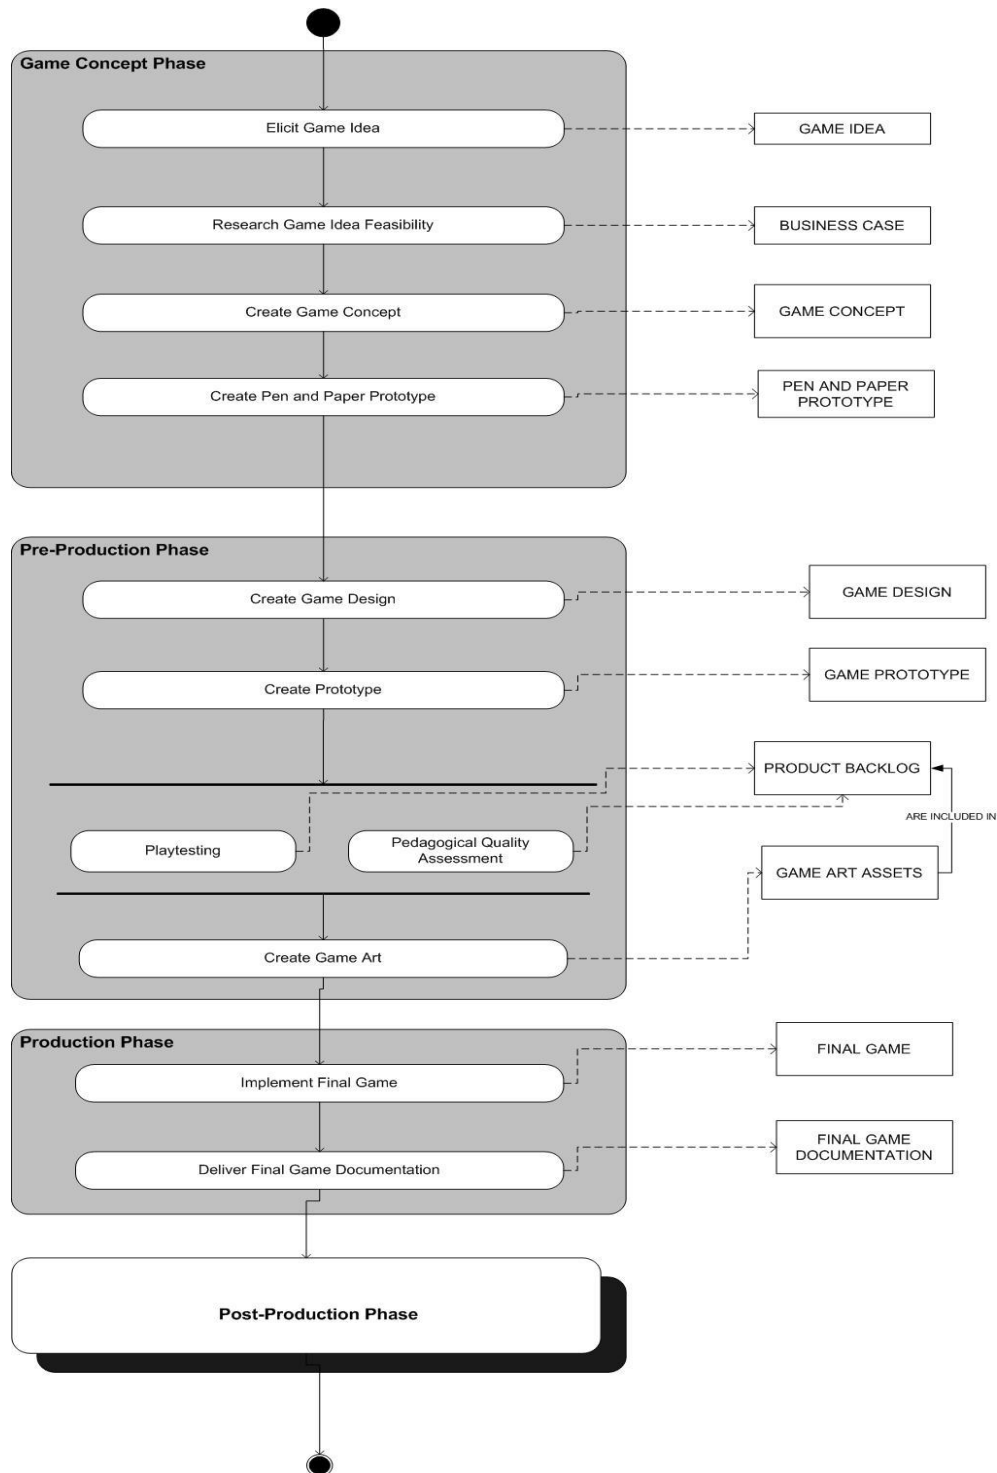 Game Concept Phase
Elicit Game Idea
GAME IDEA
Research Game Idea Feasibility
BUSINESS CASE
Create Game Concept
GAME CONCEPT
Create Pen and Paper Prototype
PEN AND PAPER
PROTOTYPE
Pre-Production Phase
Create Game Design
GAME DESIGN
Create Prototype
GAME PROTOTYPE
PRODUCT BACKLOG
ARE INCLUDED IN
Playtesting
Pedagogical Quality
Assessment
GAME ART ASSETS
Create Game Art
Production Phase
Implement Final Game
FINAL GAME
Deliver Final Game Documentation
FINAL GAME
DOCUMENTATION
Post-Production Phase